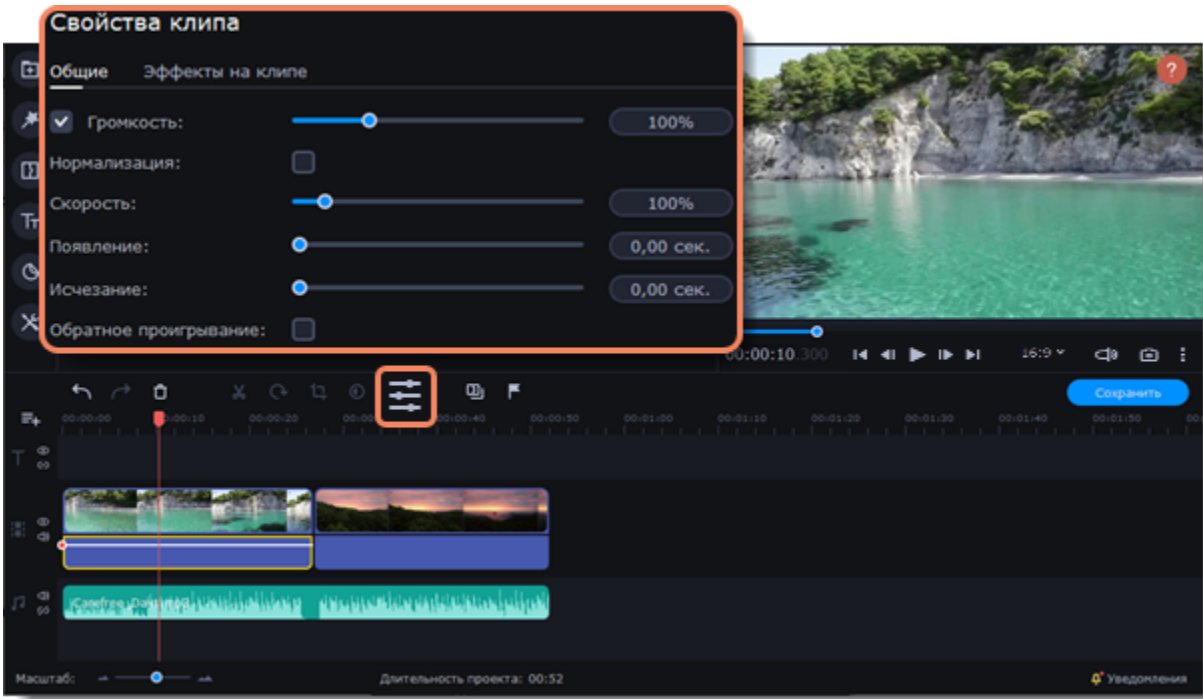 Свойства клипа
Общие Эффекты на клипе
Громкость: 100%
Нормализация:
Скорость: 100%
Появление: 0,00 сек.
Исчезание: 0,00 сек.
Обратное проигрывание:
?
00:00:10.300 16:9
Сохранить
00:00:00 00:00:10 00:00:20 00:00:40 00:00:50 00:01:00 00:01:10 00:01:20 00:01:30 00:01:40 00:01:50
Масштаб: Длительность проекта: 00:52 Уведомления